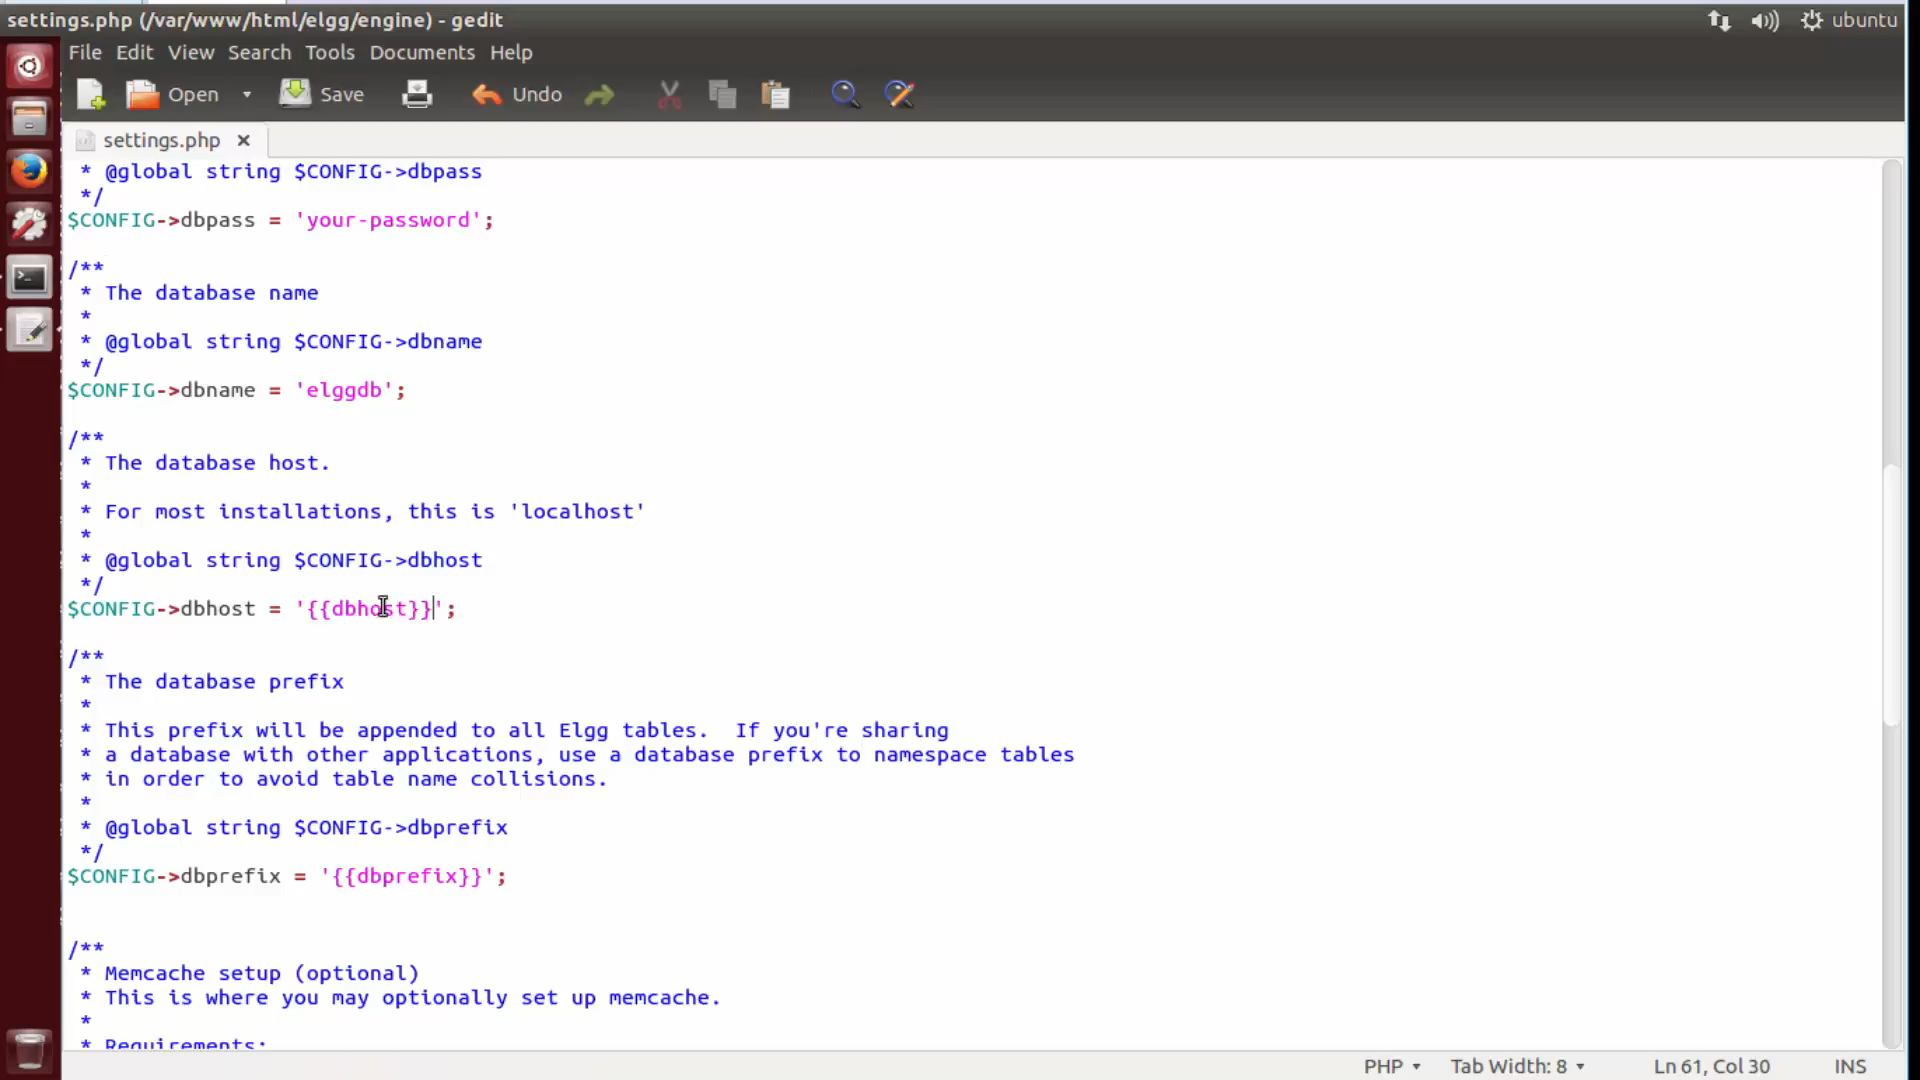 settings.php (/var/www/html/elgg/engine) - gedit
ubuntu
File Edit View Search Tools Documents Help
Open Save Undo
settings.php
* @global string $CONFIG->dbpass
*/
$CONFIG->dbpass = 'your-password';
/**
* The database name
*
* @global string $CONFIG->dbname
*/
$CONFIG->dbname = 'elggdb';
/**
* The database host.
*
* For most installations, this is 'localhost'
*
* @global string $CONFIG->dbhost
*/
$CONFIG->dbhost = '{{dbhost}}';
/**
* The database prefix
*
* This prefix will be appended to all Elgg tables.  If you're sharing
* a database with other applications, use a database prefix to namespace tables
* in order to avoid table name collisions.
*
* @global string $CONFIG->dbprefix
*/
$CONFIG->dbprefix = '{{dbprefix}}';
/**
* Memcache setup (optional)
* This is where you may optionally set up memcache.
*
* Requirements:
PHP Tab Width: 8 Ln 61, Col 30 INS